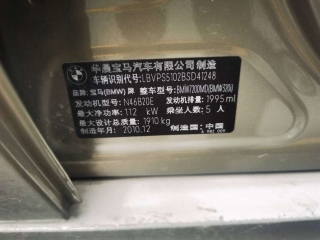 华晨宝马汽车有限公司 制造
车辆识别代号: LBVPS5102BSD41248
品牌: 宝马(BMW) 牌 整车型号: BMW7200MD(BMW320i)
发动机型号: N46B20E 发动机排量: 1995 ml
最大净功率: 112 kW 乘坐人数: 5 人
最大设计总质量: 1910 kg
制造年月: 2010.12 制造国: 中国